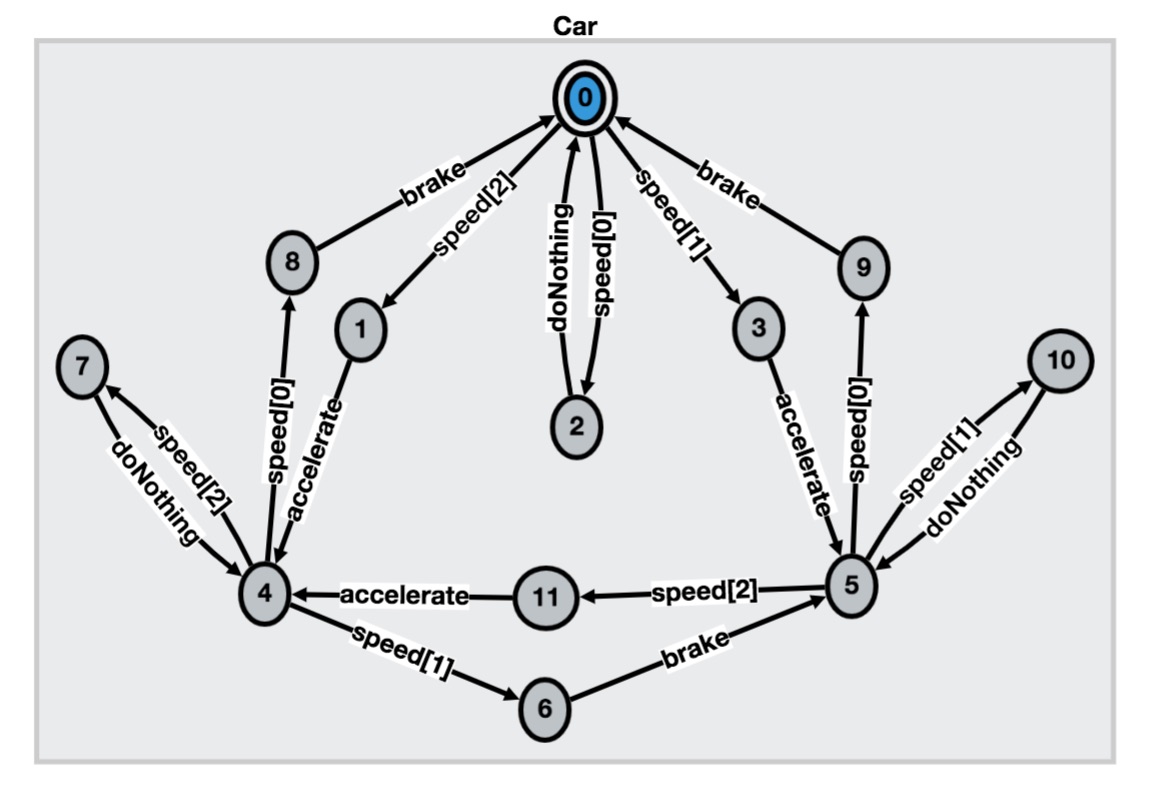 Car
0
brake
speed[2]
doNothing
speed[0]
speed[1]
brake
8
1
3
9
7
10
2
speed[2]
doNothing
speed[0]
accelerate
accelerate
speed[0]
speed[1]
doNothing
4
accelerate
11
speed[2]
5
speed[1]
brake
6